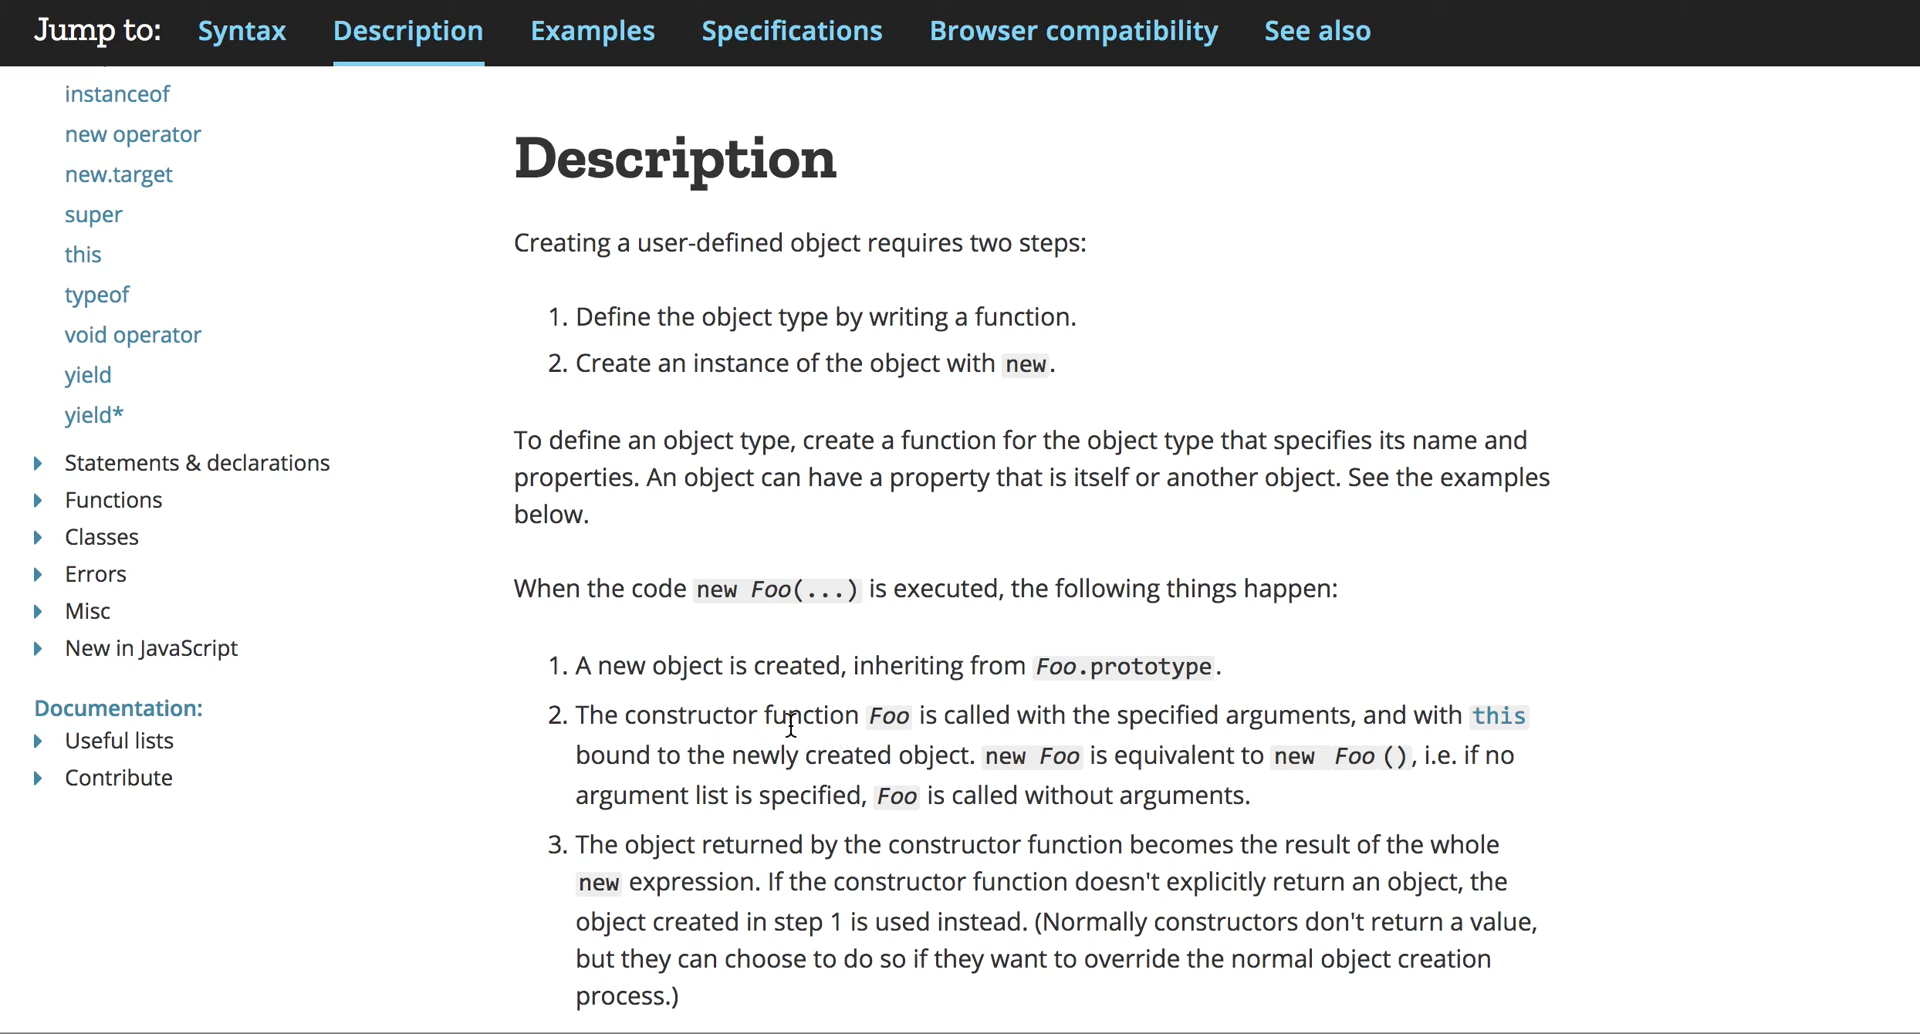 Jump to: Syntax Description Examples Specifications Browser compatibility See also
instanceof
new operator
new.target
super
this
typeof
void operator
yield
yield*
Statements & declarations
Functions
Classes
Errors
Misc
New in JavaScript
Documentation:
Useful lists
Contribute
Description
Creating a user-defined object requires two steps:
1. Define the object type by writing a function.
2. Create an instance of the object with new.
To define an object type, create a function for the object type that specifies its name and
properties. An object can have a property that is itself or another object. See the examples
below.
When the code new Foo(...) is executed, the following things happen:
1. A new object is created, inheriting from Foo.prototype.
2. The constructor function Foo is called with the specified arguments, and with this
bound to the newly created object. new Foo is equivalent to new Foo (), i.e. if no
argument list is specified, Foo is called without arguments.
3. The object returned by the constructor function becomes the result of the whole
new expression. If the constructor function doesn't explicitly return an object, the
object created in step 1 is used instead. (Normally constructors don't return a value,
but they can choose to do so if they want to override the normal object creation
process.)